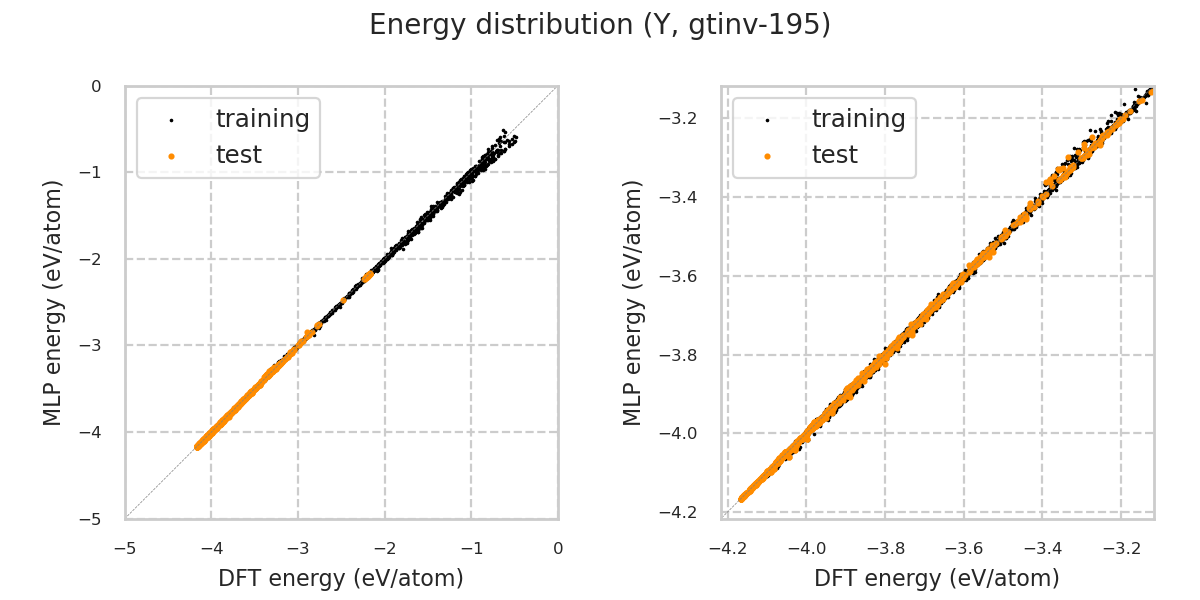 Energy distribution (Y, gtinv-195)
training
test
0
−1
−2
−3
−4
−5
MLP energy (eV/atom)
−5
−4
−3
−2
−1
0
DFT energy (eV/atom)
training
test
−3.2
−3.4
−3.6
−3.8
−4.0
−4.2
MLP energy (eV/atom)
−4.2
−4.0
−3.8
−3.6
−3.4
−3.2
DFT energy (eV/atom)